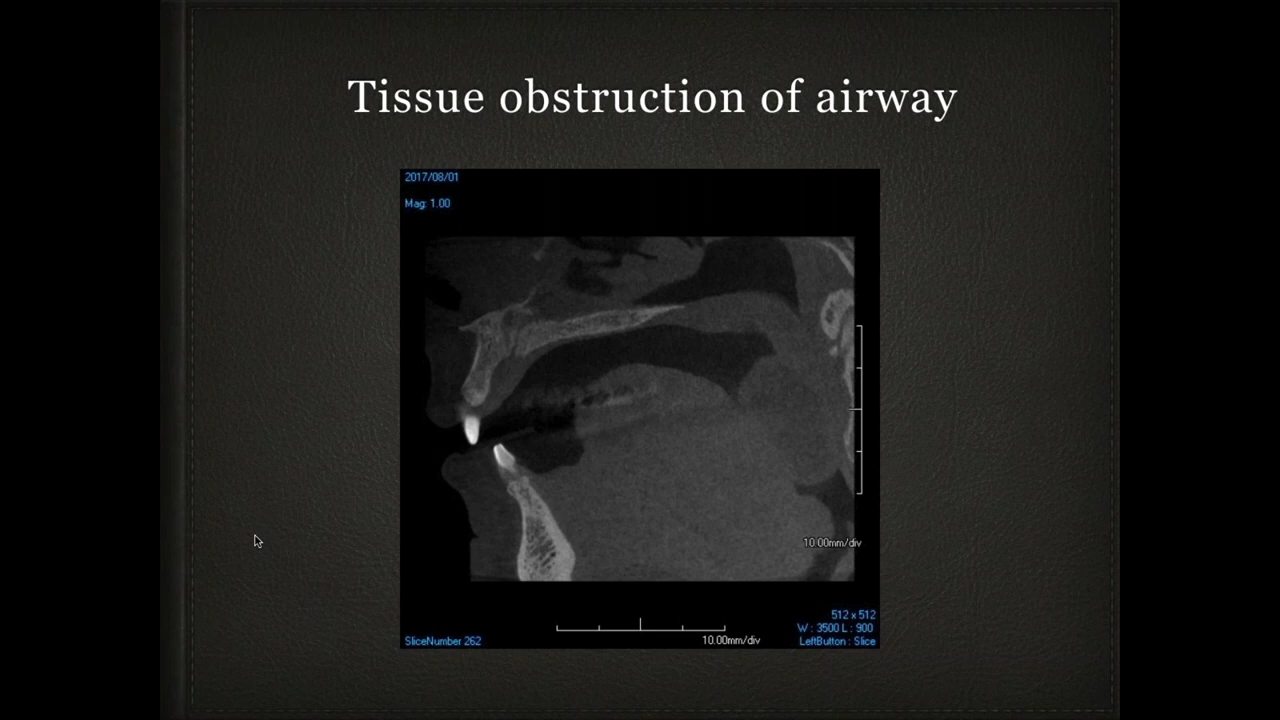 Tissue obstruction of airway
2017/08/01
Mag: 1.00
10.00mm/div
512 x 512
W : 3500 L : 900
SliceNumber 262
10.00mm/div
LeftButton : Slice